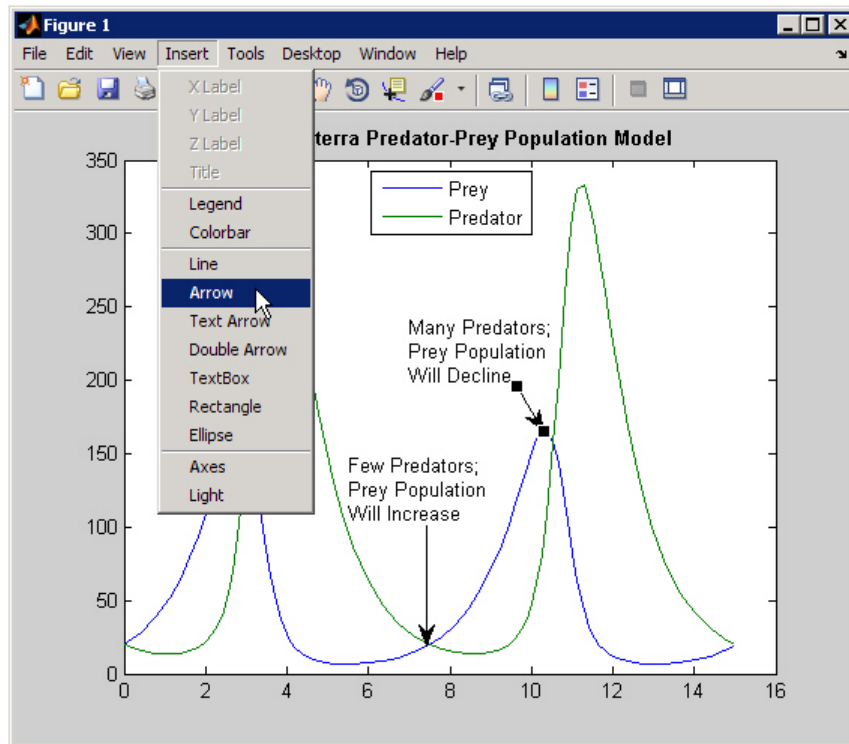 Figure 1
File Edit View Insert Tools Desktop Window Help
X Label
Y Label
Z Label
Title
Legend
Colorbar
Line
Arrow
Text Arrow
Double Arrow
TextBox
Rectangle
Ellipse
Axes
Light
terra Predator-Prey Population Model
Prey
Predator
Many Predators;
Prey Population
Will Decline
Few Predators;
Prey Population
Will Increase
350
300
250
200
150
100
50
0
0 2 4 6 8 10 12 14 16